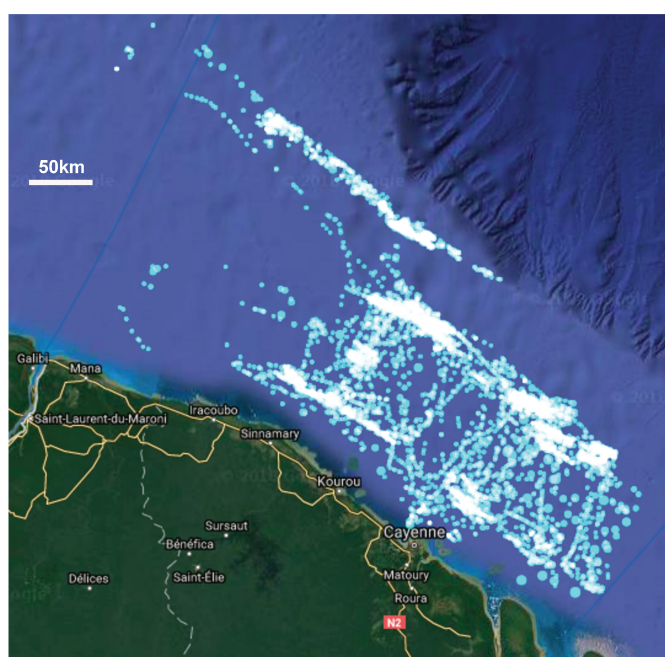 50km
Galibi
Mana
Saint-Laurent-du-Maroni
Iracoubo
Sinnamary
Kourou
Sursaut
Bénéfica
Cayenne
Délices
Saint-Élie
Matoury
Roura
N2